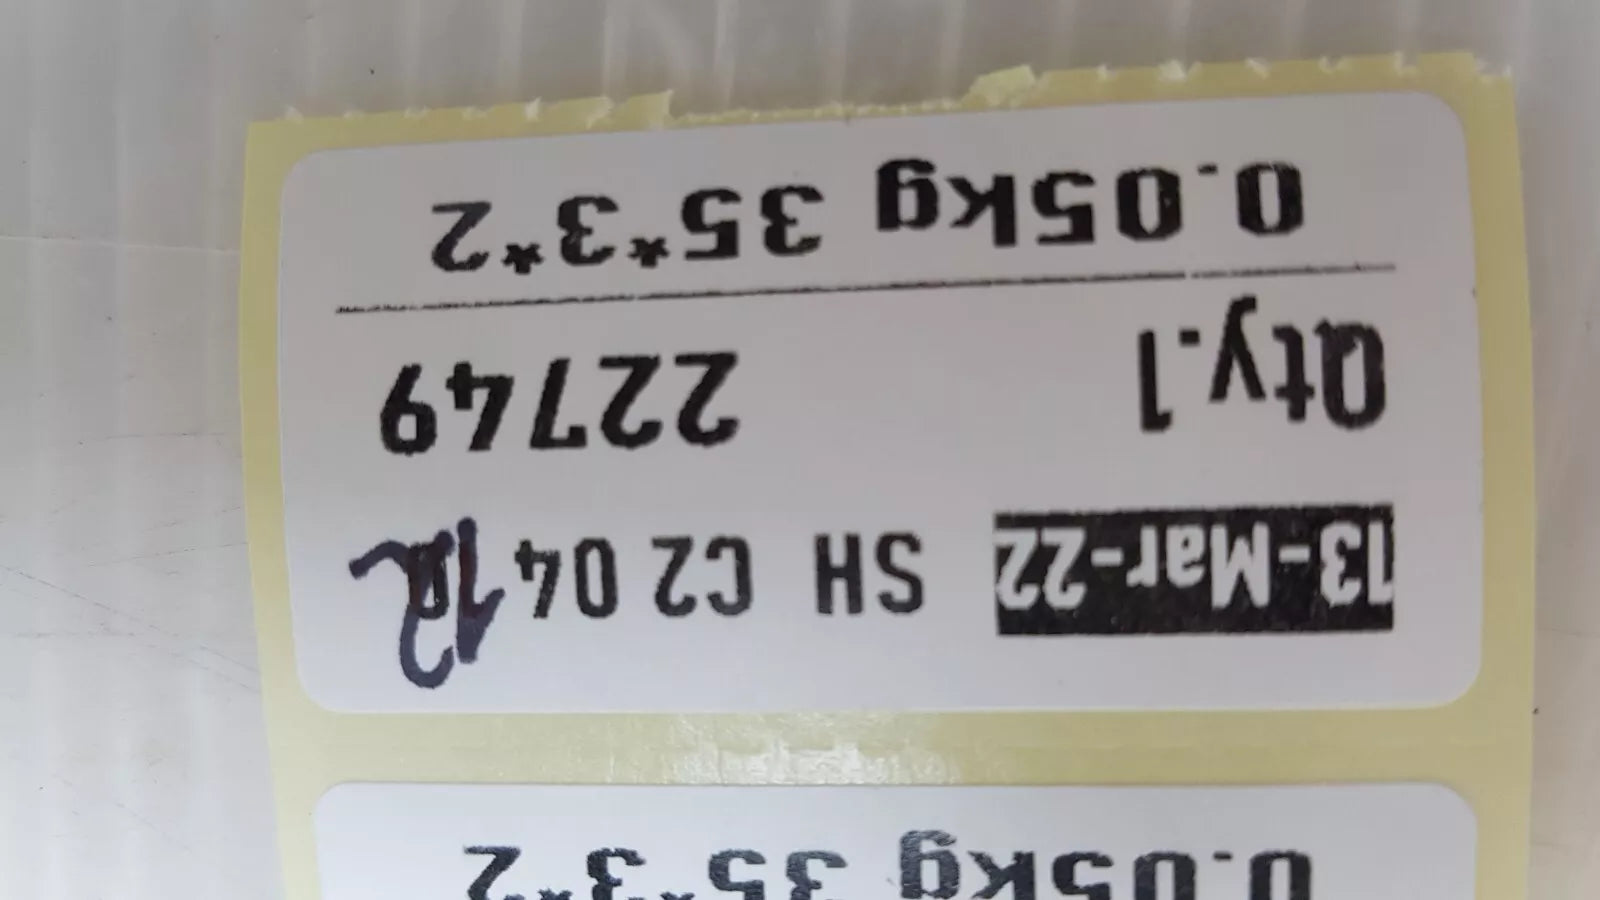 13-Mar-22 SH C2 04 12
Qty.1 22749
0.05kg 35*3*2
0.05kg 35*3*2